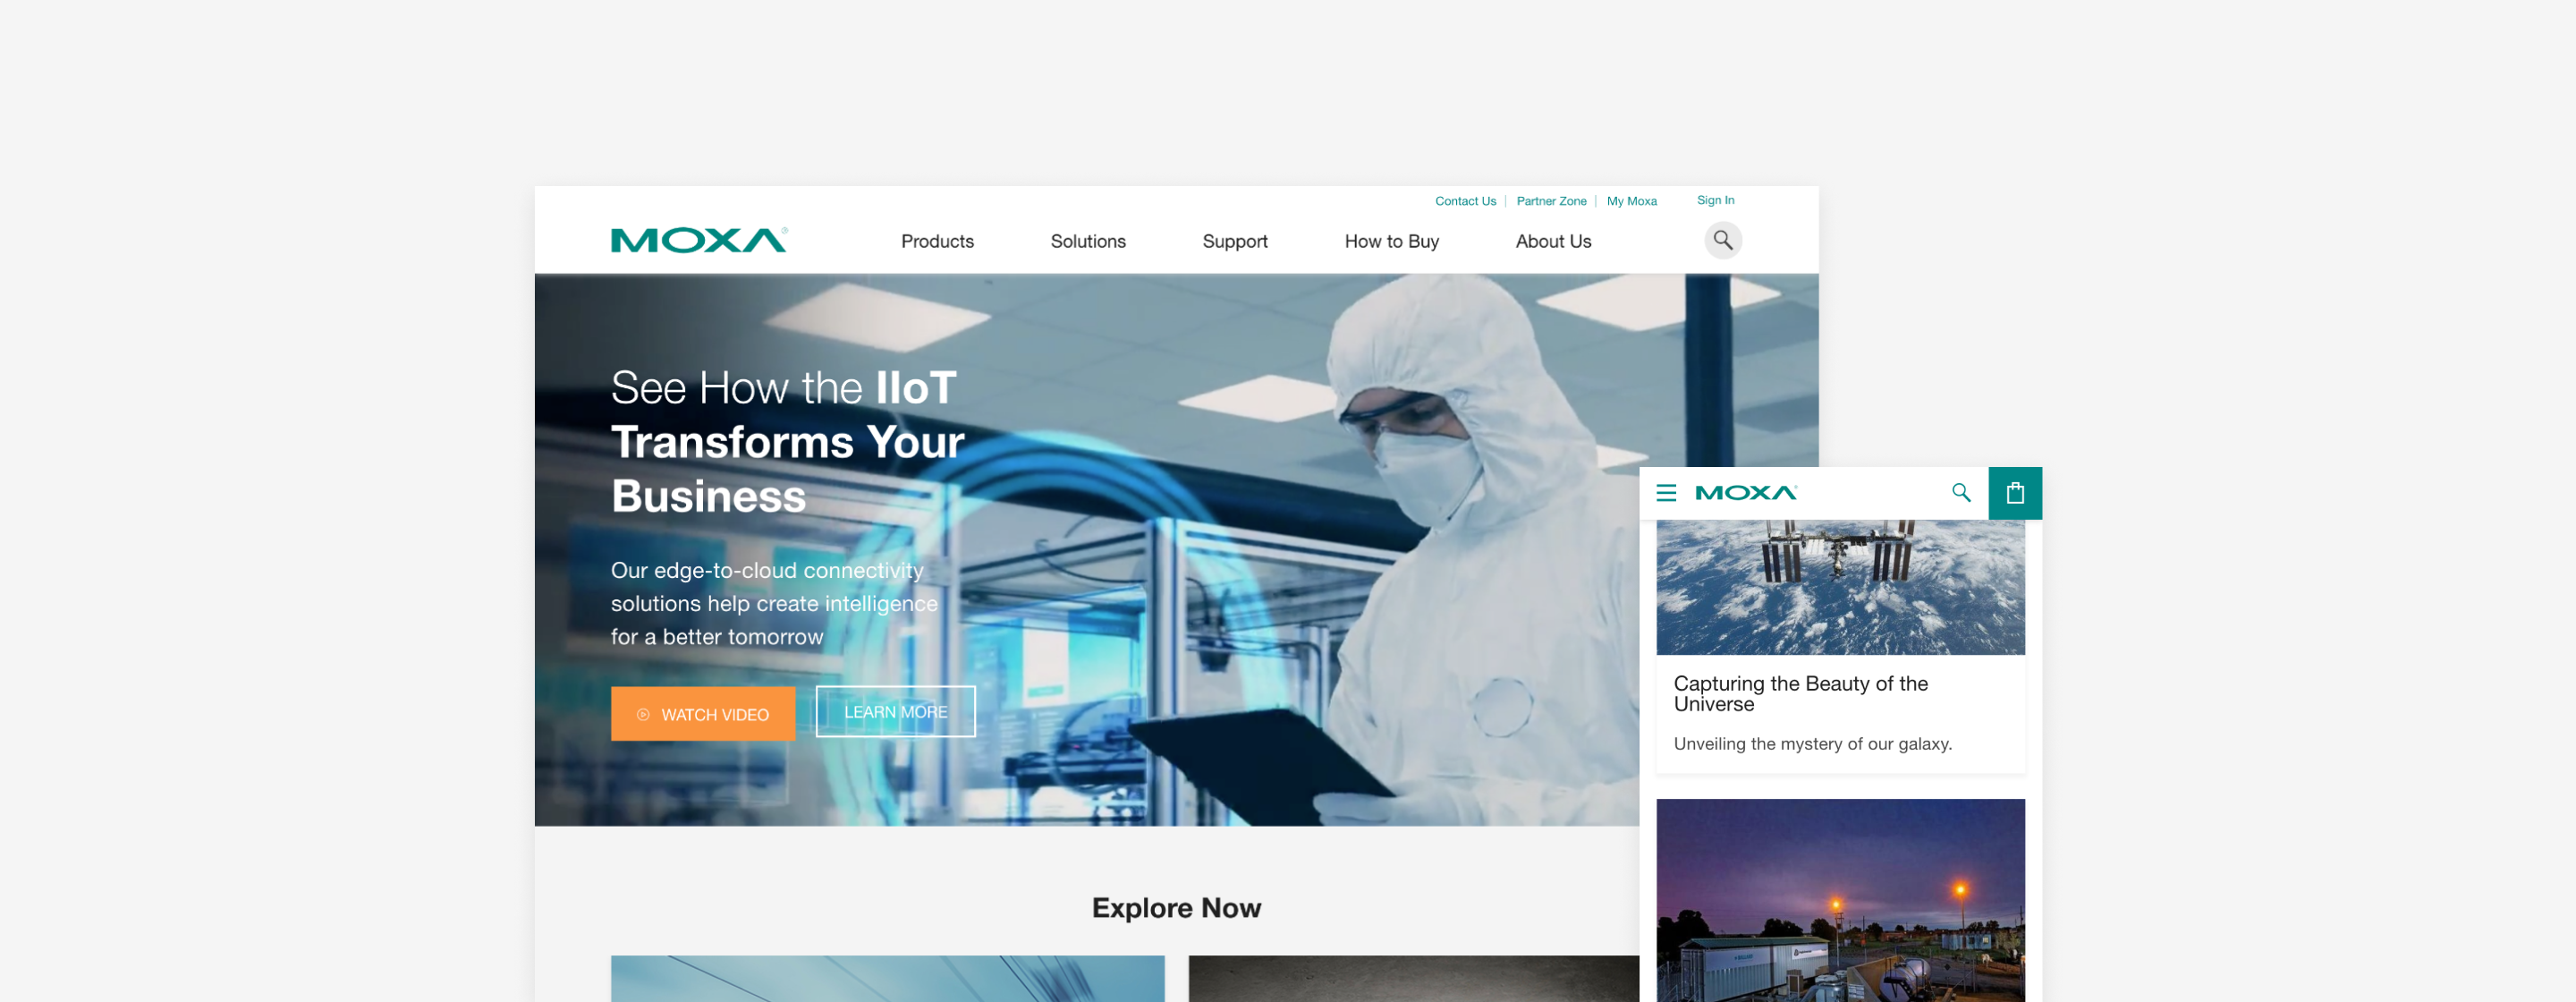 Contact Us | Partner Zone | My Moxa Sign In
MOXA®
Products Solutions Support How to Buy About Us
See How the IIoT
Transforms Your
Business
Our edge-to-cloud connectivity
solutions help create intelligence
for a better tomorrow
WATCH VIDEO LEARN MORE
Explore Now
MOXA®
Capturing the Beauty of the
Universe
Unveiling the mystery of our galaxy.